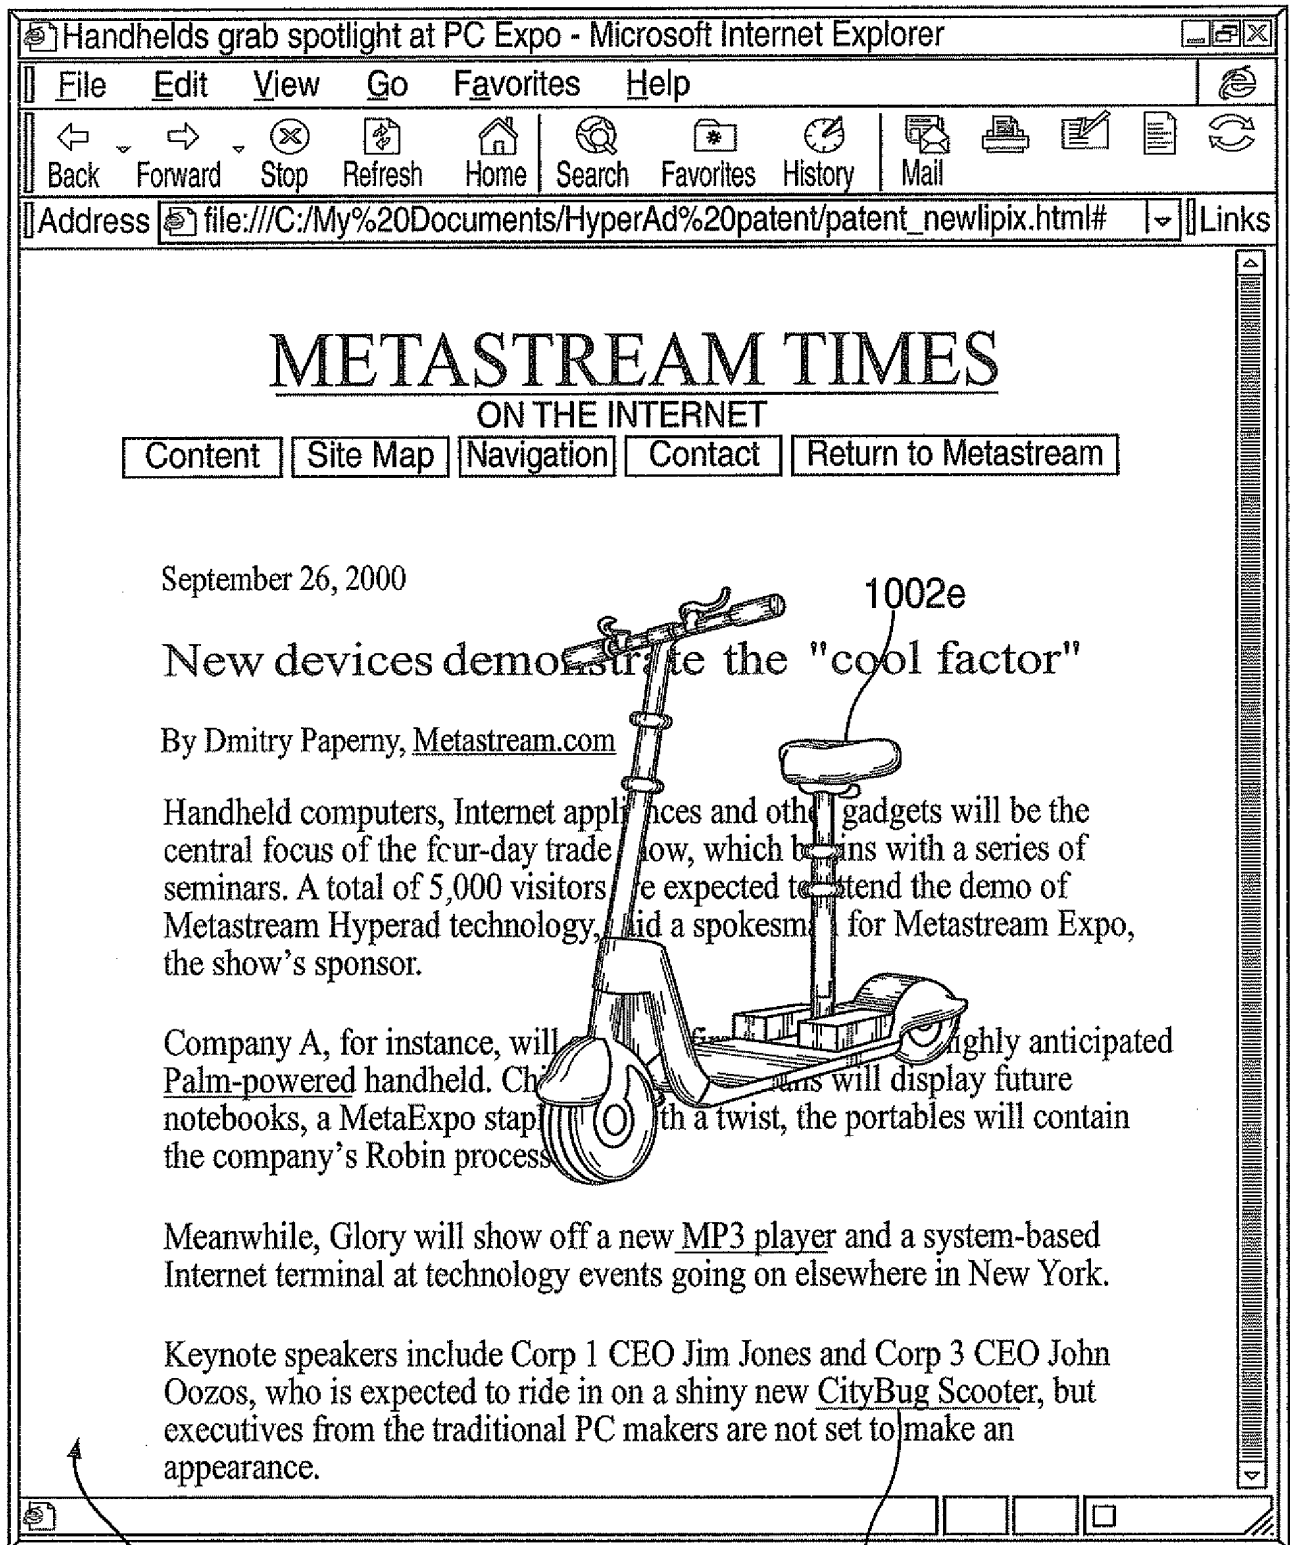 Handhelds grab spotlight at PC Expo - Microsoft Internet Explorer
File Edit View Go Favorites Help
Back Forward Stop Refresh Home Search Favorites History Mail
Address file:///C:/My%20Documents/HyperAd%20patent/patent_newlipix.html# Links
METASTREAM TIMES
ON THE INTERNET
Content Site Map Navigation Contact Return to Metastream
September 26, 2000
1002e
New devices demonstrate the "cool factor"
By Dmitry Paperny, Metastream.com
Handheld computers, Internet appliances and other gadgets will be the
central focus of the fcur-day trade show, which begins with a series of
seminars. A total of 5,000 visitors are expected to attend the demo of
Metastream Hyperad technology, said a spokesman for Metastream Expo,
the show's sponsor.
Company A, for instance, will highly anticipated
Palm-powered handheld. will display future
notebooks, a MetaExpo with a twist, the portables will contain
the company's Robin process
Meanwhile, Glory will show off a new MP3 player and a system-based
Internet terminal at technology events going on elsewhere in New York.
Keynote speakers include Corp 1 CEO Jim Jones and Corp 3 CEO John
Oozos, who is expected to ride in on a shiny new CityBug Scooter, but
executives from the traditional PC makers are not set to make an
appearance.